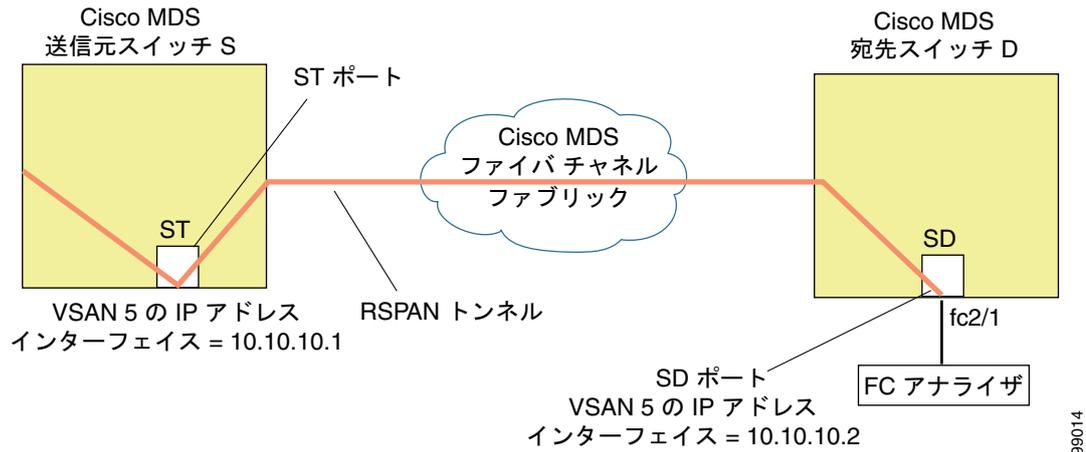 Cisco MDS
送信元スイッチ S
ST ポート
Cisco MDS
宛先スイッチ D
Cisco MDS
ファイバ チャネル
ファブリック
ST
SD
VSAN 5 の IP アドレス
インターフェイス = 10.10.10.1
RSPAN トンネル
fc2/1
SD ポート
VSAN 5 の IP アドレス
インターフェイス = 10.10.10.2
FC アナライザ
99014